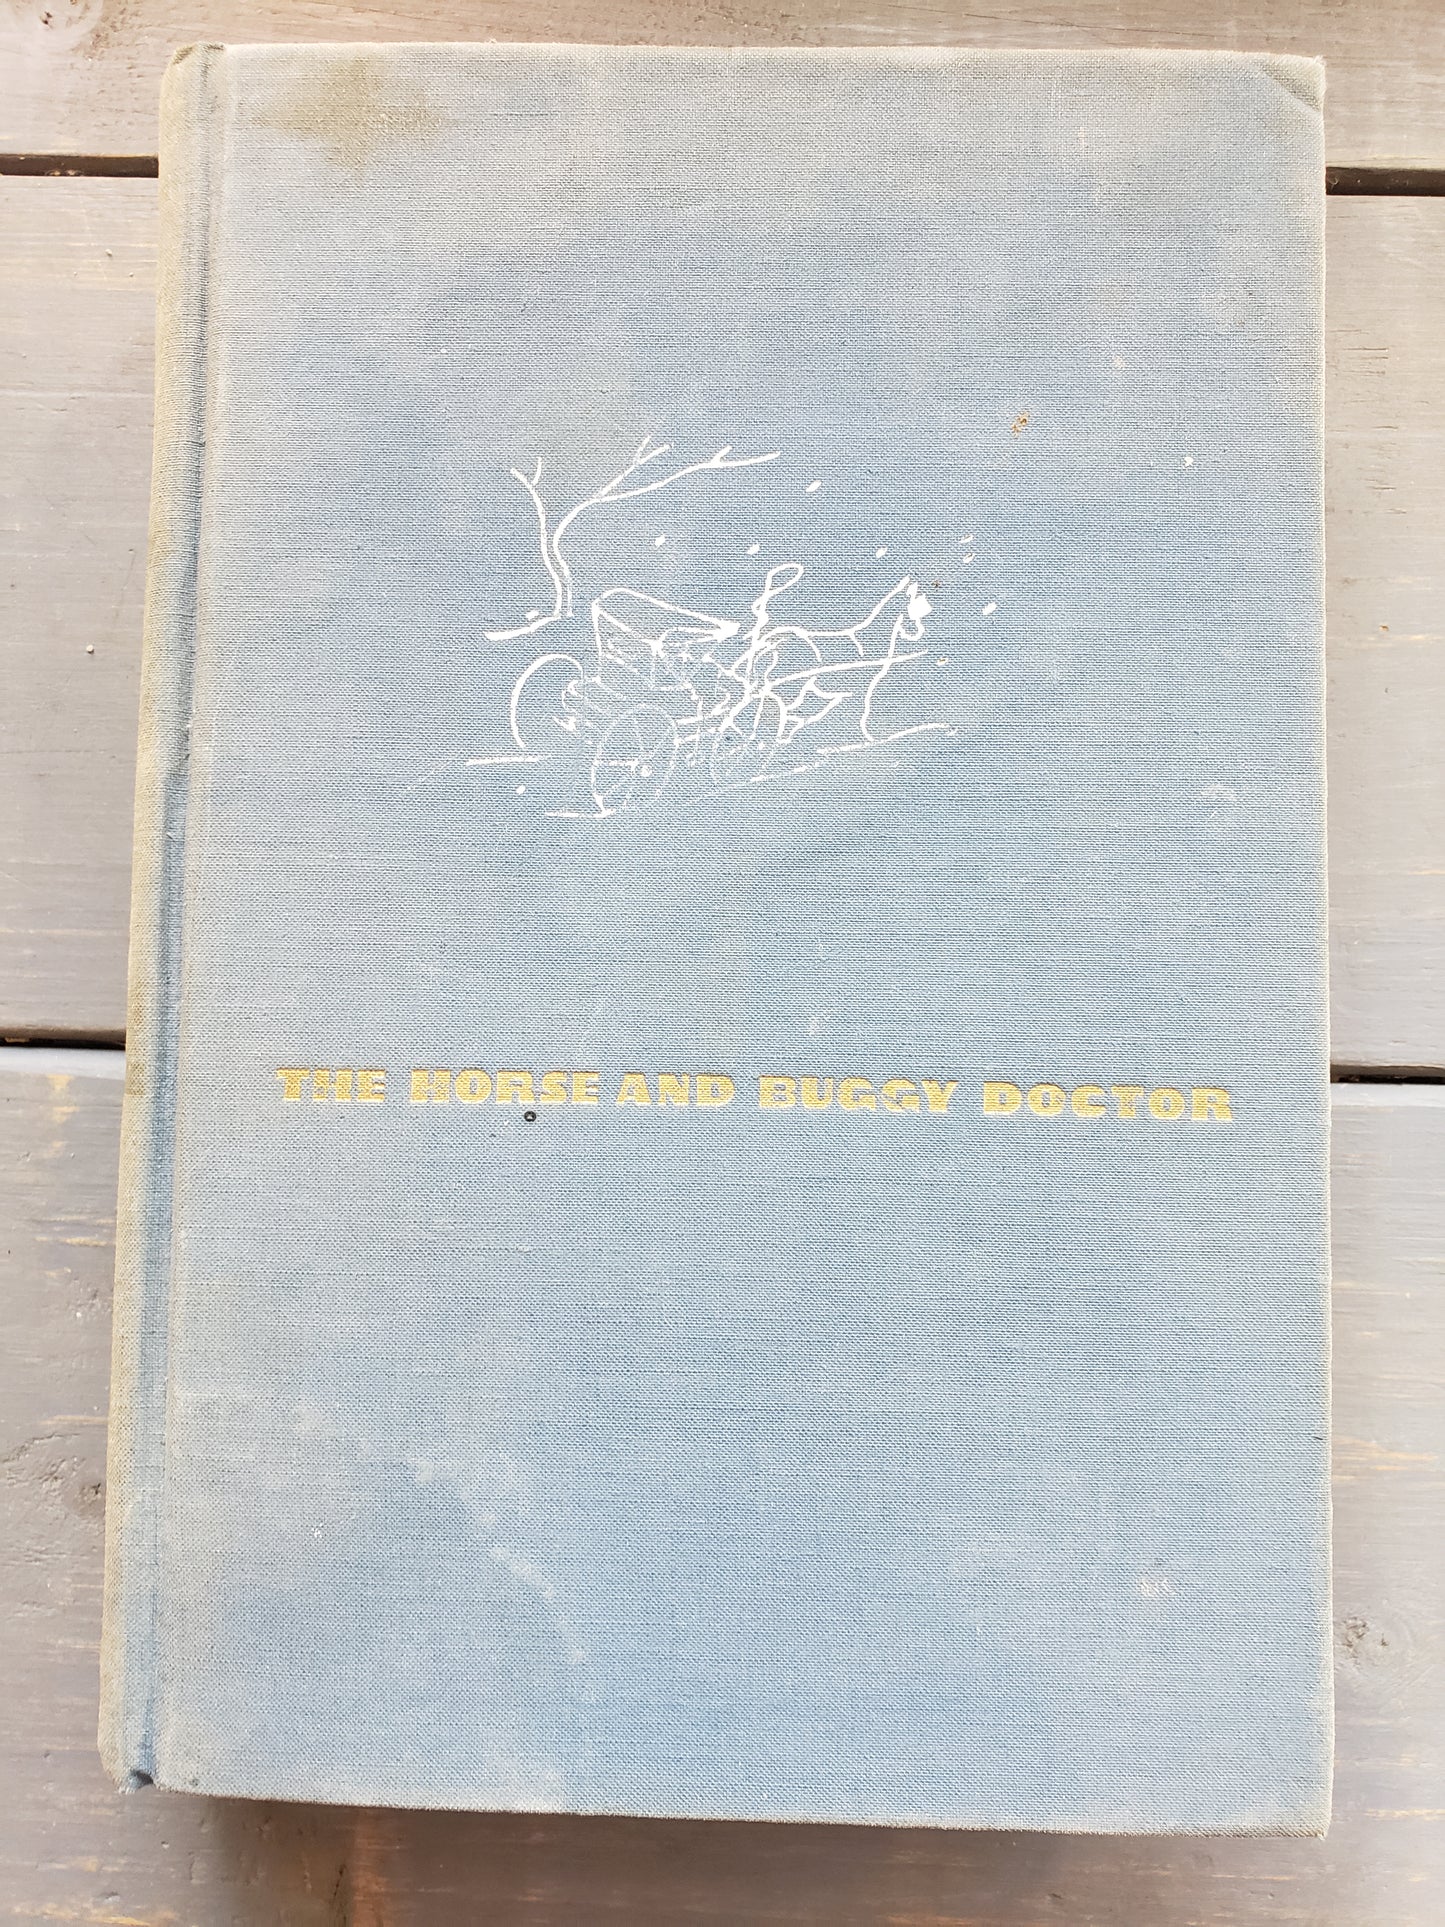 THE HORSE AND BUGGY DOCTOR